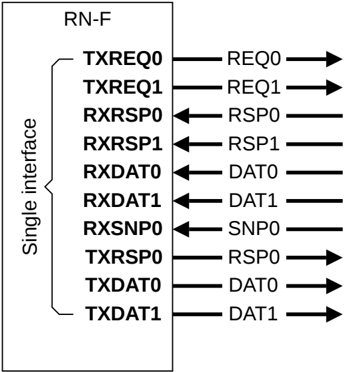 RN-F
Single interface
TXREQ0 REQ0
TXREQ1 REQ1
RXRSP0 RSP0
RXRSP1 RSP1
RXDAT0 DAT0
RXDAT1 DAT1
RXSNP0 SNP0
TXRSP0 RSP0
TXDAT0 DAT0
TXDAT1 DAT1